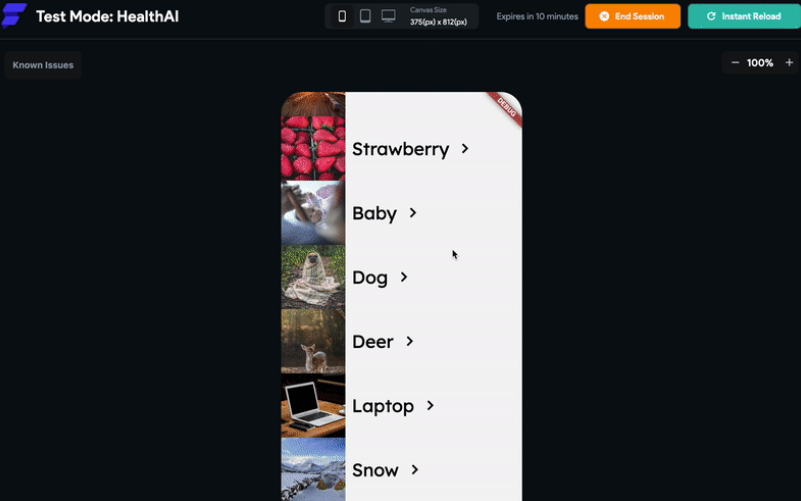 Test Mode: HealthAI
Canvas Size
375(px) x 812(px)
Expires in 10 minutes
End Session
Instant Reload
Known Issues
100%
DEBUG
Strawberry
Baby
Dog
Deer
Laptop
Snow